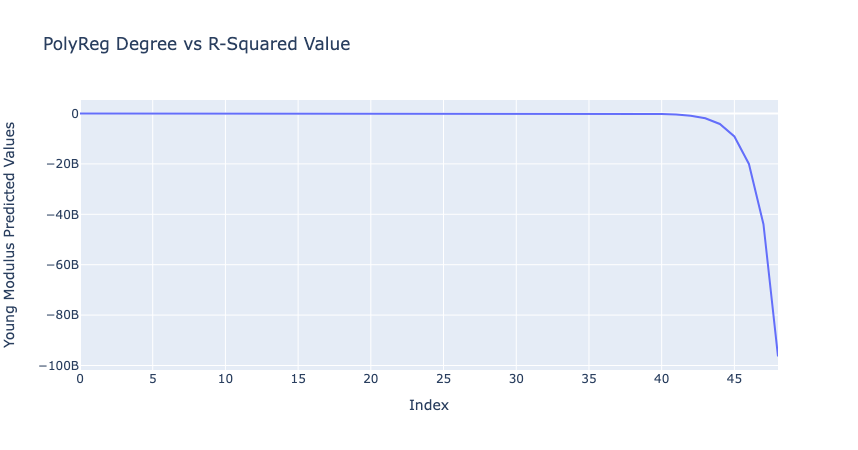 PolyReg Degree vs R-Squared Value
Young Modulus Predicted Values
0
−20B
−40B
−60B
−80B
−100B
0 5 10 15 20 25 30 35 40 45
Index